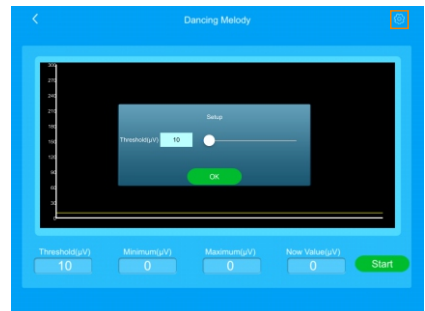 Dancing Melody
300
270
240
210
180
150
120
90
60
30
Setup
Threshold(μV) 10
OK
Threshold(μV) Minimum(μV) Maximum(μV) Now Value(μV)
10 0 0 0 Start